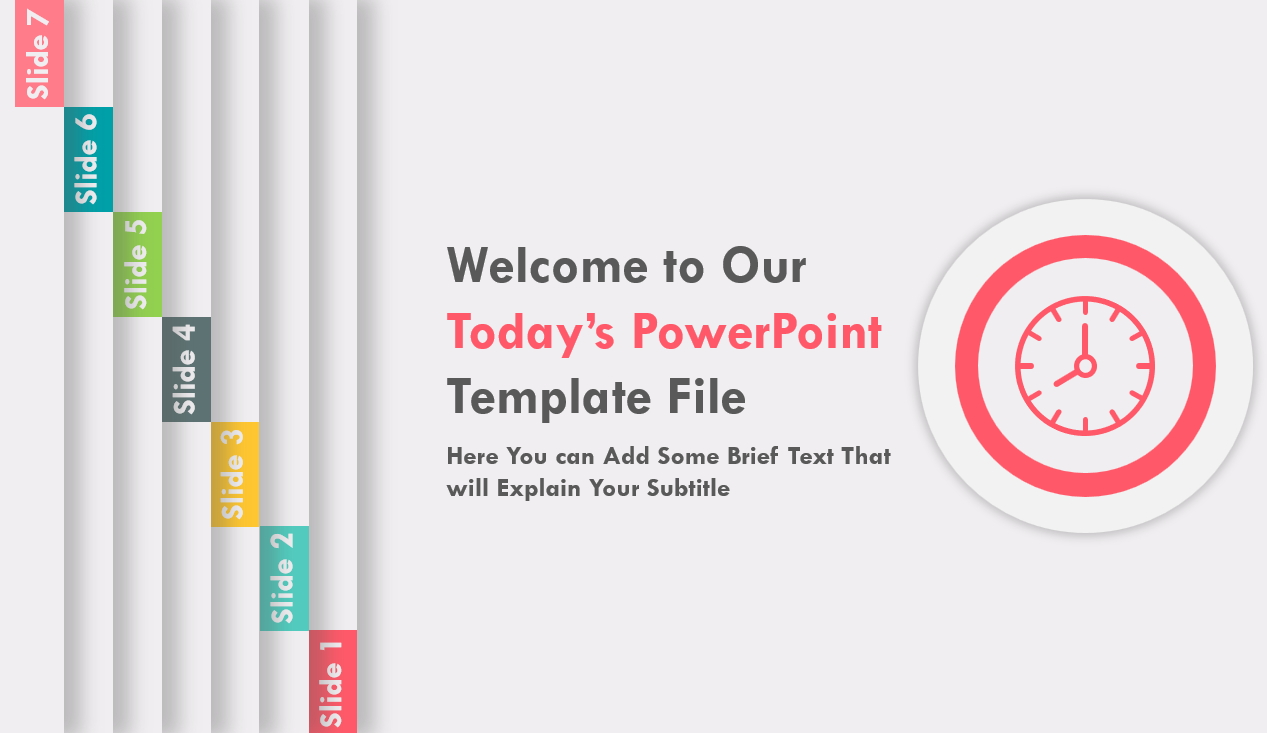 Slide 7
Slide 6
Slide 5
Slide 4
Slide 3
Slide 2
Slide 1
Welcome to Our
Today’s PowerPoint
Template File
Here You can Add Some Brief Text That
will Explain Your Subtitle